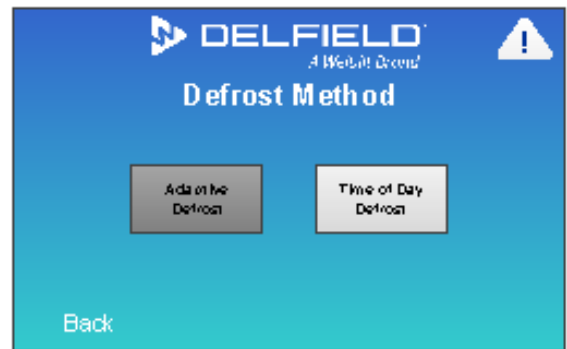 DELFIELD
A Welbilt Brand
Defrost Method
Adaptive
Defrost
Time of Day
Defrost
Back